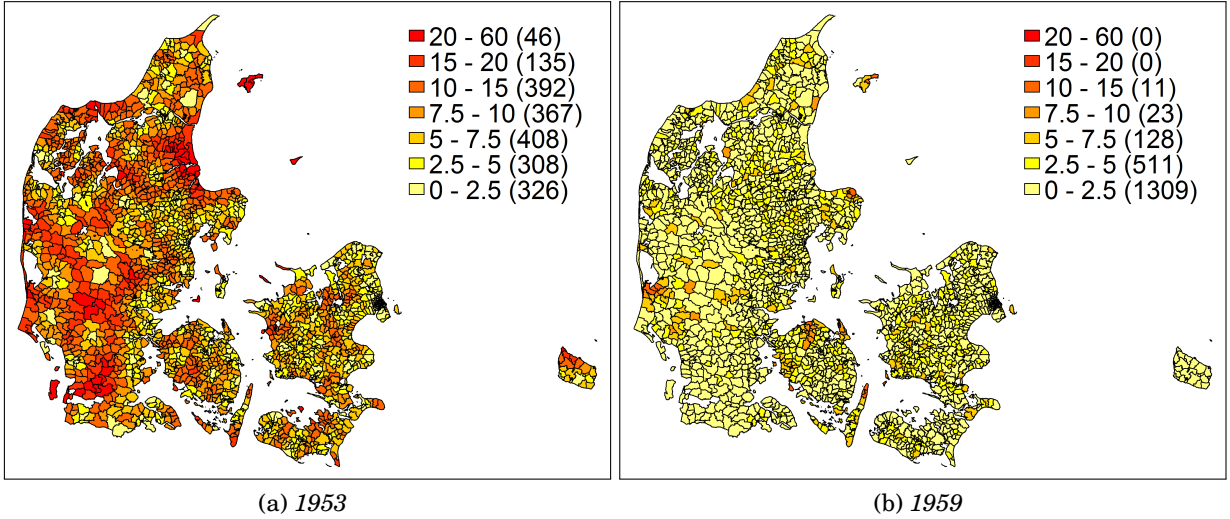 20 - 60 (46)
15 - 20 (135)
10 - 15 (392)
7.5 - 10 (367)
5 - 7.5 (408)
2.5 - 5 (308)
0 - 2.5 (326)
20 - 60 (0)
15 - 20 (0)
10 - 15 (11)
7.5 - 10 (23)
5 - 7.5 (128)
2.5 - 5 (511)
0 - 2.5 (1309)
(a) 1953
(b) 1959